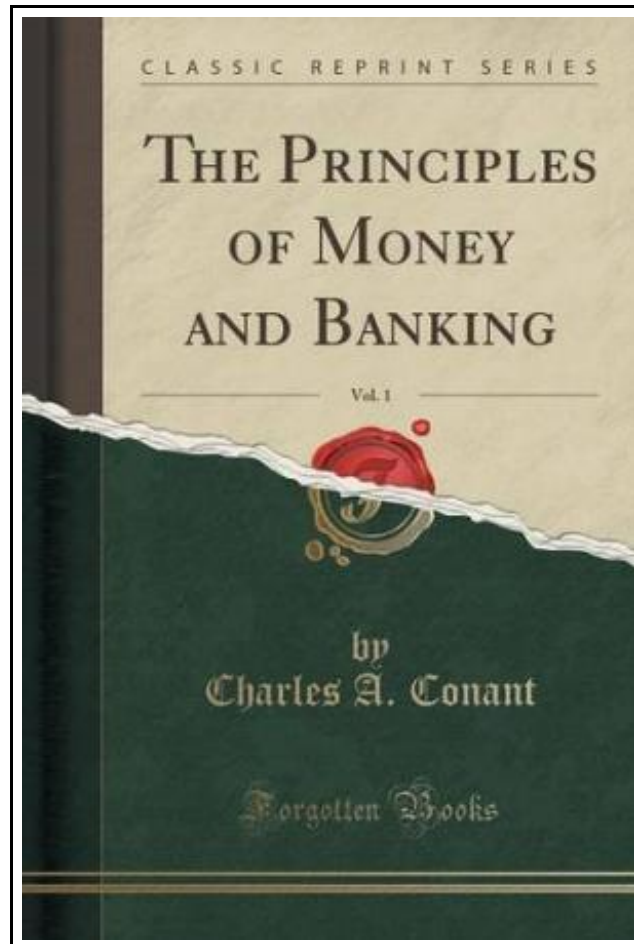 CLASSIC REPRINT SERIES
THE PRINCIPLES
OF MONEY
AND BANKING
Vol. 1
F
by
Charles A. Conant
Forgotten Books